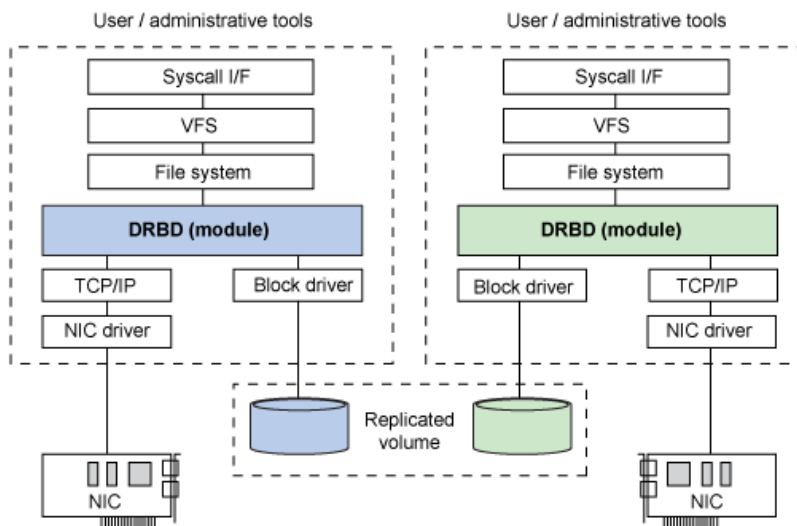 User / administrative tools
User / administrative tools
Syscall I/F
VFS
File system
DRBD (module)
TCP/IP
Block driver
NIC driver
Syscall I/F
VFS
File system
DRBD (module)
Block driver
TCP/IP
NIC driver
Replicated
volume
NIC
NIC